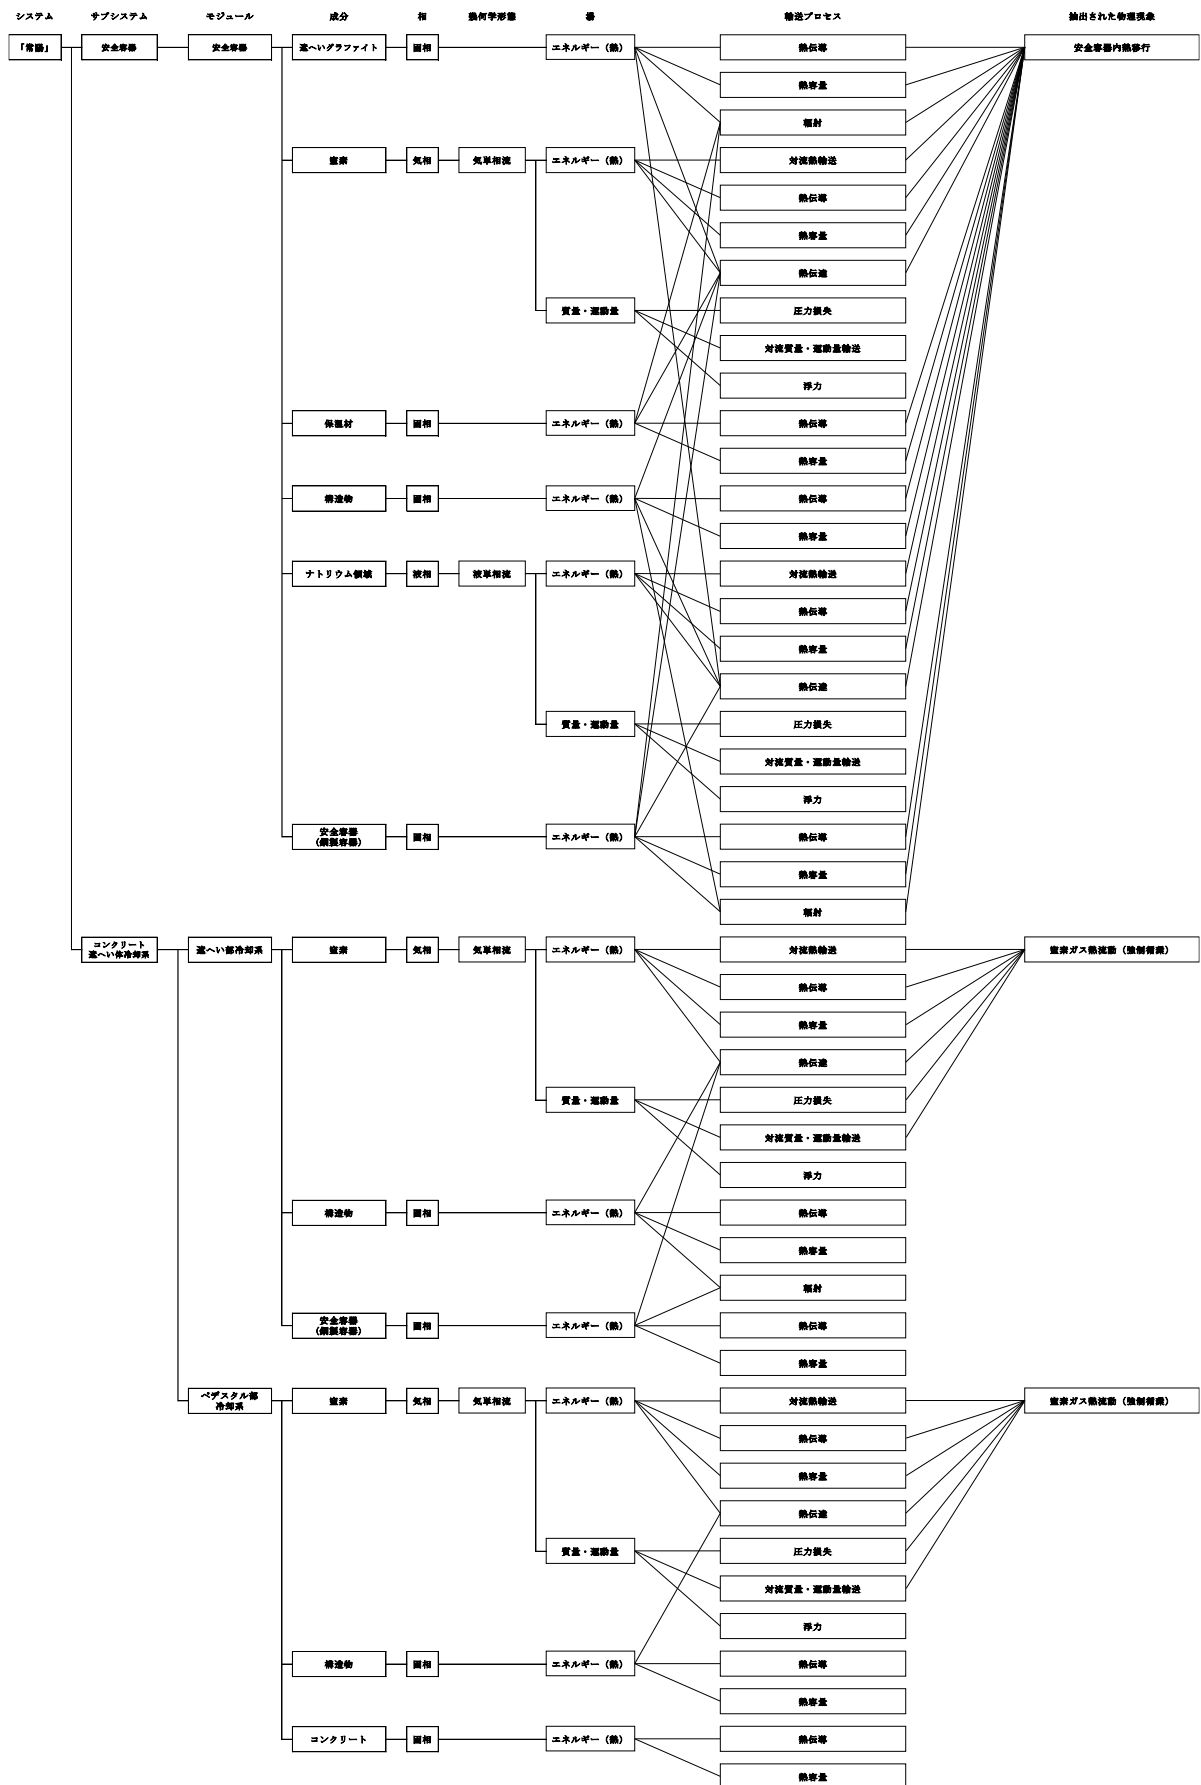 システム サブシステム モジュール 成分 相 幾何学形態 場 輸送プロセス 抽出された物理現象
「常陽」 安全容器 安全容器 遮へいグラファイト 固相 エネルギー（熱） 熱伝導 安全容器内熱移行
熱容量
輻射
窒素 気相 気単相流 エネルギー（熱） 対流熱輸送
熱伝導
熱容量
熱伝達
質量・運動量 圧力損失
対流質量・運動量輸送
浮力
保温材 固相 エネルギー（熱） 熱伝導
熱容量
構造物 固相 エネルギー（熱） 熱伝導
熱容量
ナトリウム領域 液相 液単相流 エネルギー（熱） 対流熱輸送
熱伝導
熱容量
熱伝達
質量・運動量 圧力損失
対流質量・運動量輸送
浮力
安全容器
（鋼製容器） 固相 エネルギー（熱） 熱伝導
熱容量
輻射
コンクリート
遮へい体冷却系 遮へい部冷却系 窒素 気相 気単相流 エネルギー（熱） 対流熱輸送 窒素ガス熱流動（強制循環）
熱伝導
熱容量
熱伝達
質量・運動量 圧力損失
対流質量・運動量輸送
浮力
構造物 固相 エネルギー（熱） 熱伝導
熱容量
輻射
安全容器
（鋼製容器） 固相 エネルギー（熱） 熱伝導
熱容量
ペデスタル部
冷却系 窒素 気相 気単相流 エネルギー（熱） 対流熱輸送 窒素ガス熱流動（強制循環）
熱伝導
熱容量
熱伝達
質量・運動量 圧力損失
対流質量・運動量輸送
浮力
構造物 固相 エネルギー（熱） 熱伝導
熱容量
コンクリート 固相 エネルギー（熱） 熱伝導
熱容量